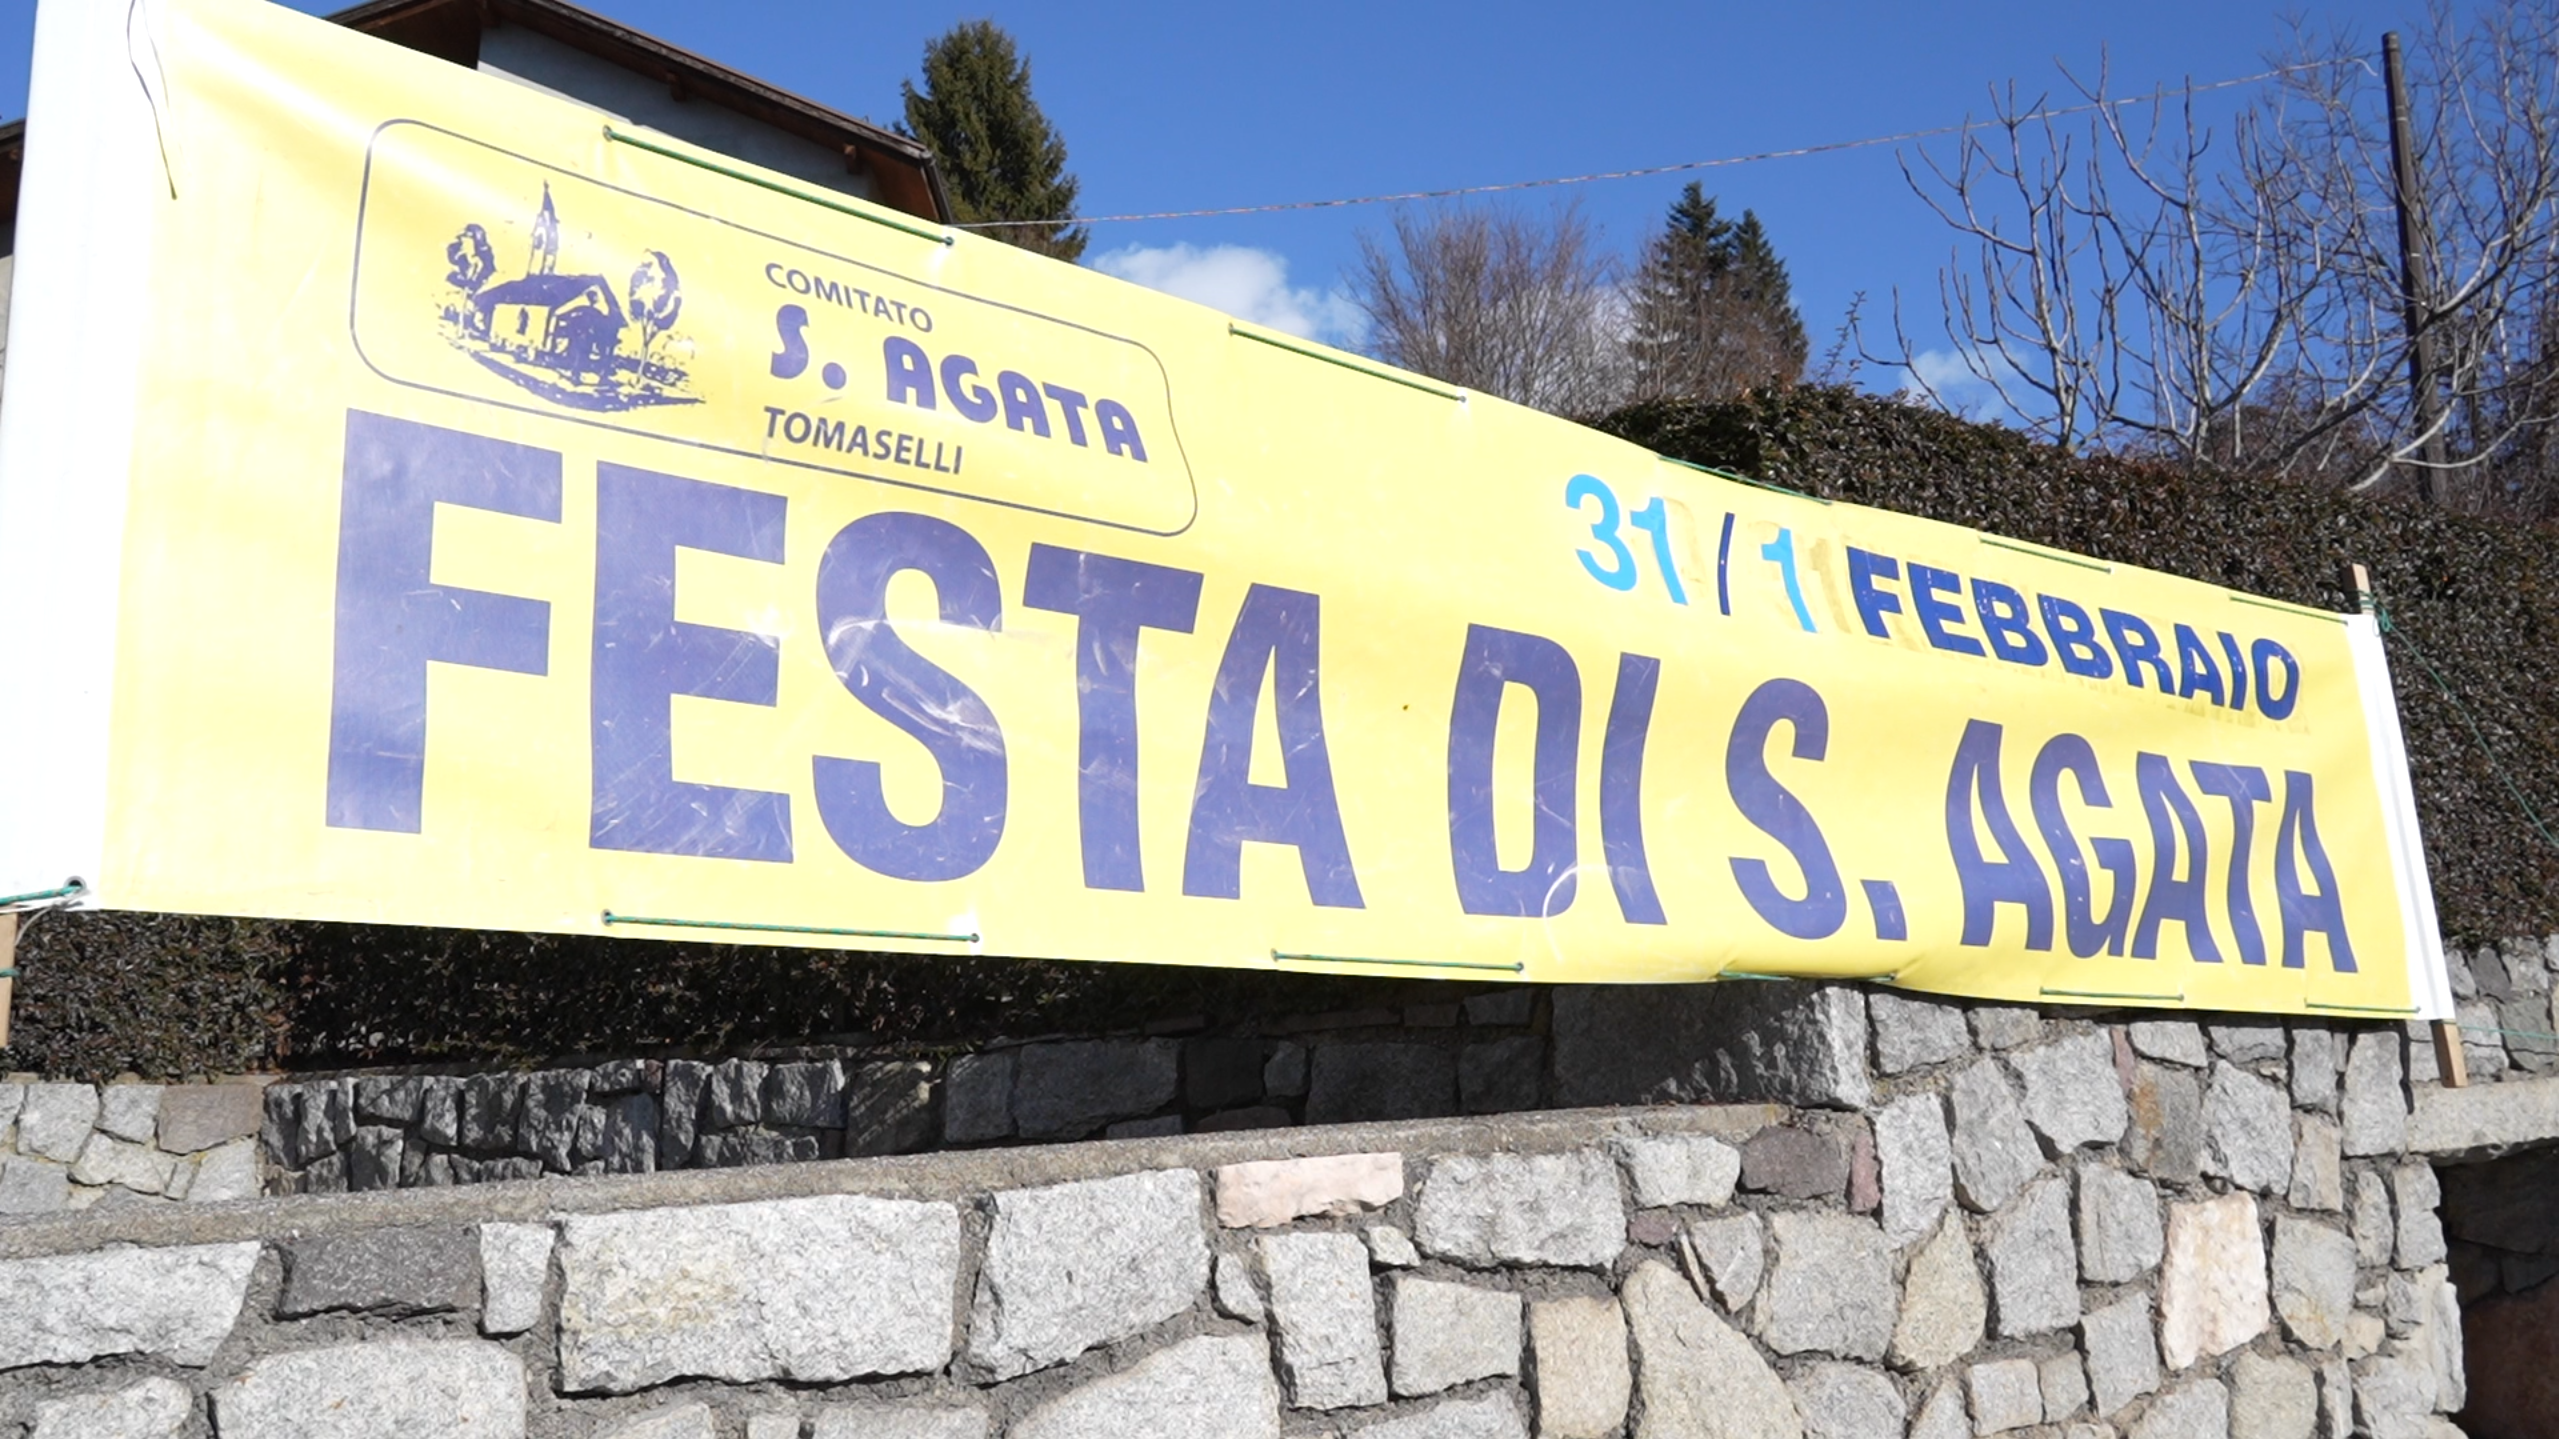 COMITATO
S. AGATA
TOMASELLI
31/1 FEBBRAIO
FESTA DI S. AGATA